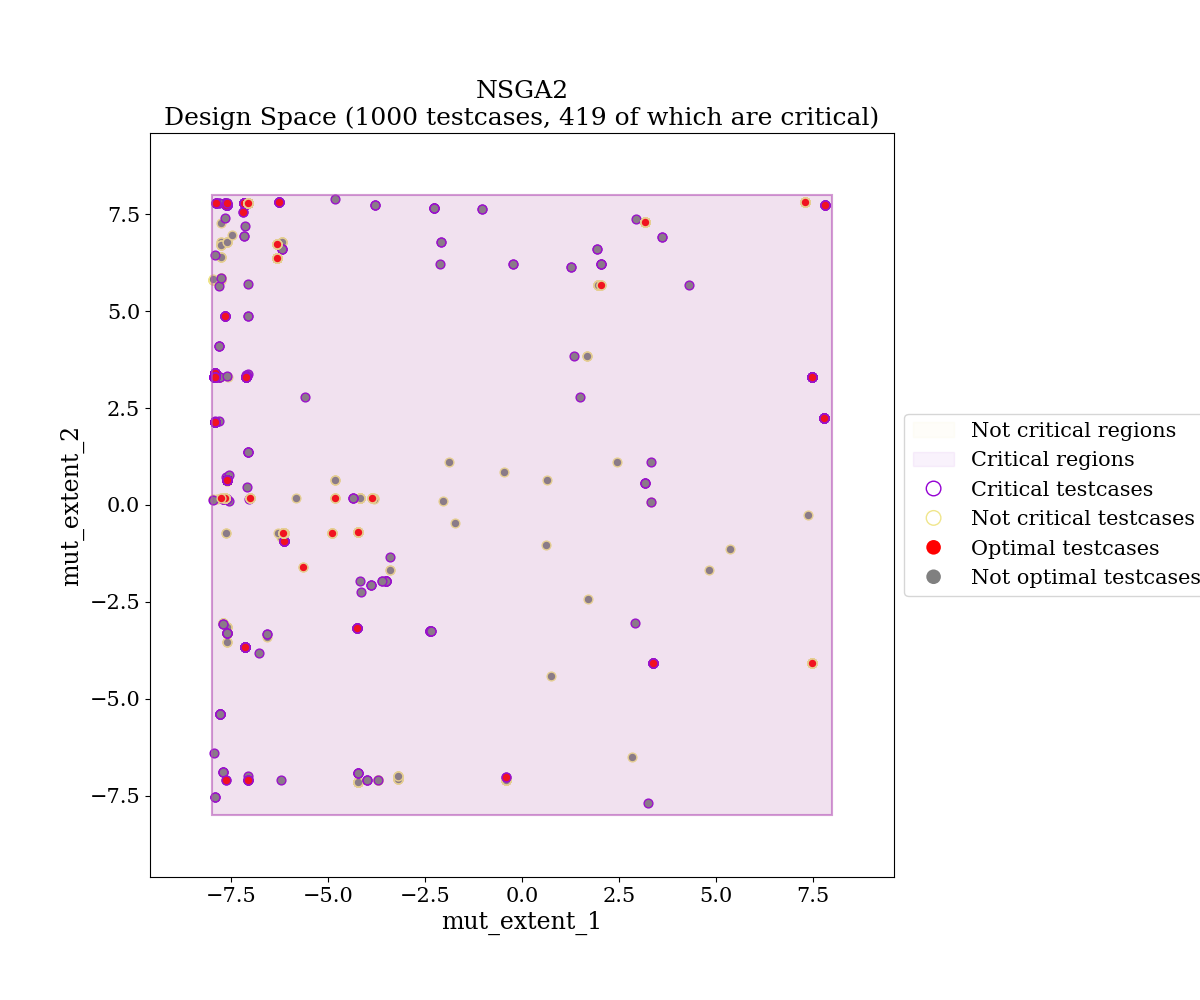 NSGA2
Design Space (1000 testcases, 419 of which are critical)
mut_extent_2
7.5
5.0
2.5
0.0
−2.5
−5.0
−7.5
−7.5
−5.0
−2.5
0.0
2.5
5.0
7.5
mut_extent_1
Not critical regions
Critical regions
Critical testcases
Not critical testcases
Optimal testcases
Not optimal testcases